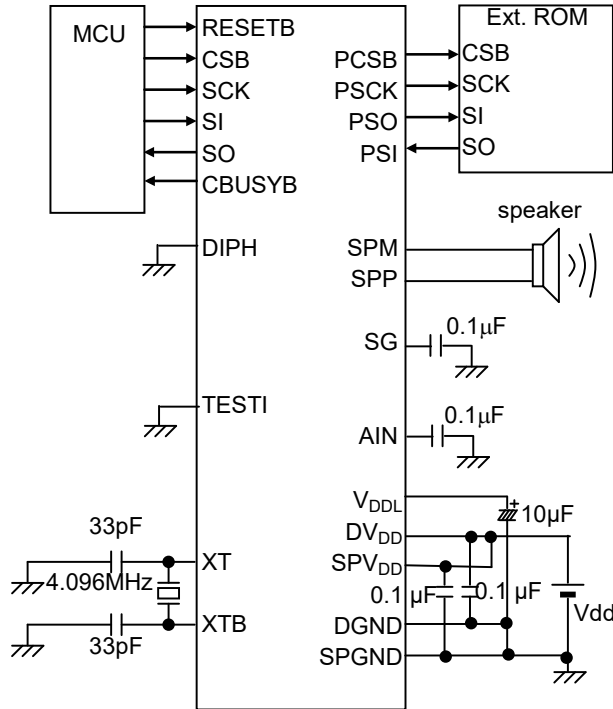 MCU
RESETB
CSB
SCK
SI
SO
CBUSYB
DIPH
TESTI
33pF
XT
4.096MHz
XTB
33pF
Ext. ROM
PCSB
CSB
PSCK
SCK
PSO
SI
PSI
SO
speaker
SPM
SPP
0.1μF
SG
0.1μF
AIN
VDDL
+
10μF
DVDD
SPVDD
0.1 μF
0.1 μF
Vdd
DGND
SPGND